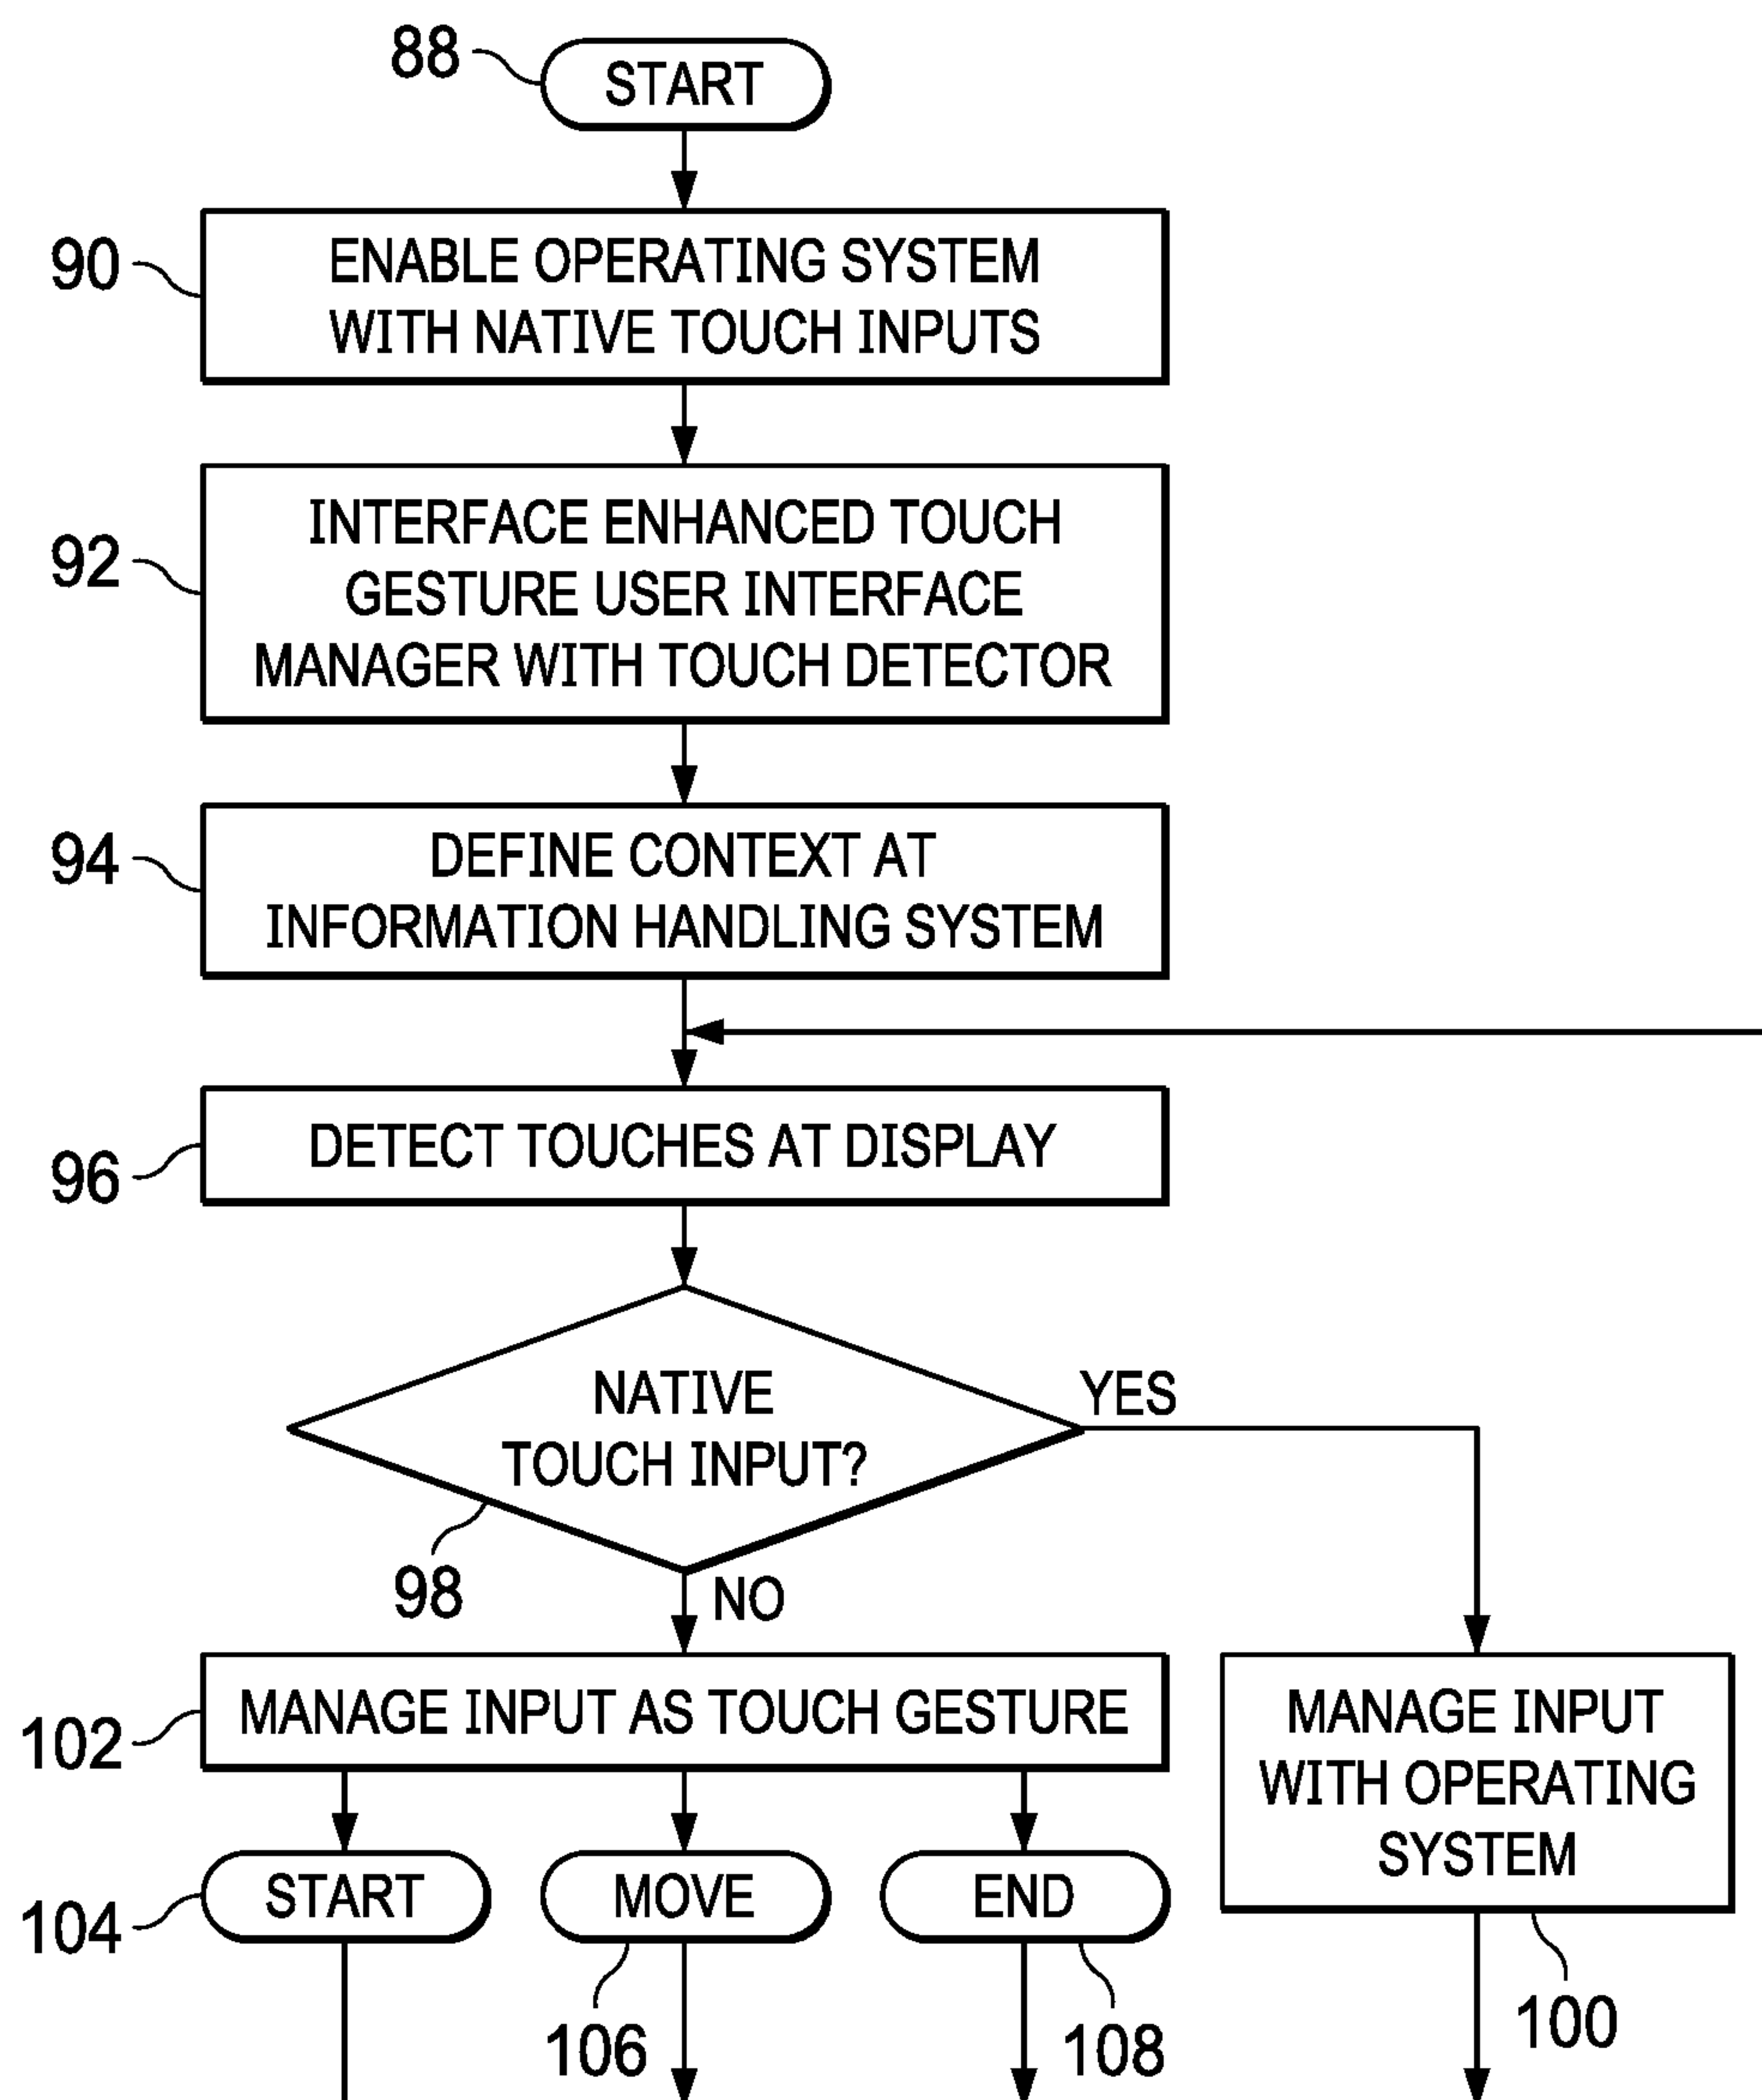 88
START
90
ENABLE OPERATING SYSTEM
WITH NATIVE TOUCH INPUTS
92
INTERFACE ENHANCED TOUCH
GESTURE USER INTERFACE
MANAGER WITH TOUCH DETECTOR
94
DEFINE CONTEXT AT
INFORMATION HANDLING SYSTEM
96
DETECT TOUCHES AT DISPLAY
NATIVE
TOUCH INPUT?
YES
98
NO
102
MANAGE INPUT AS TOUCH GESTURE
MANAGE INPUT
WITH OPERATING
SYSTEM
104
START
MOVE
END
106
108
100